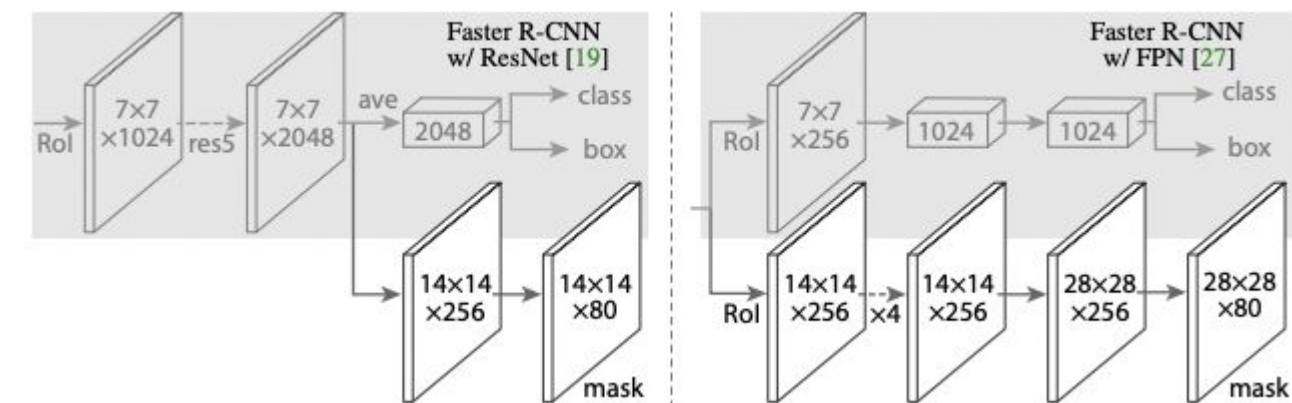 Faster R-CNN
w/ ResNet [19]
RoI
7×7
×1024
res5
7×7
×2048
ave
2048
class
box
14×14
×256
14×14
×80
mask
Faster R-CNN
w/ FPN [27]
RoI
7×7
×256
1024
1024
class
box
RoI
14×14
×256
×4
14×14
×256
28×28
×256
28×28
×80
mask